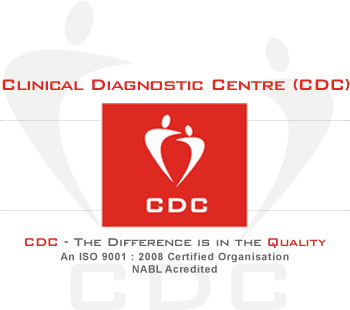 CLINICAL DIAGNOSTIC CENTRE (CDC)
CDC
CDC - THE DIFFERENCE IS IN THE QUALITY
An ISO 9001 : 2008 Certified Organisation
NABL Acredited
CDC